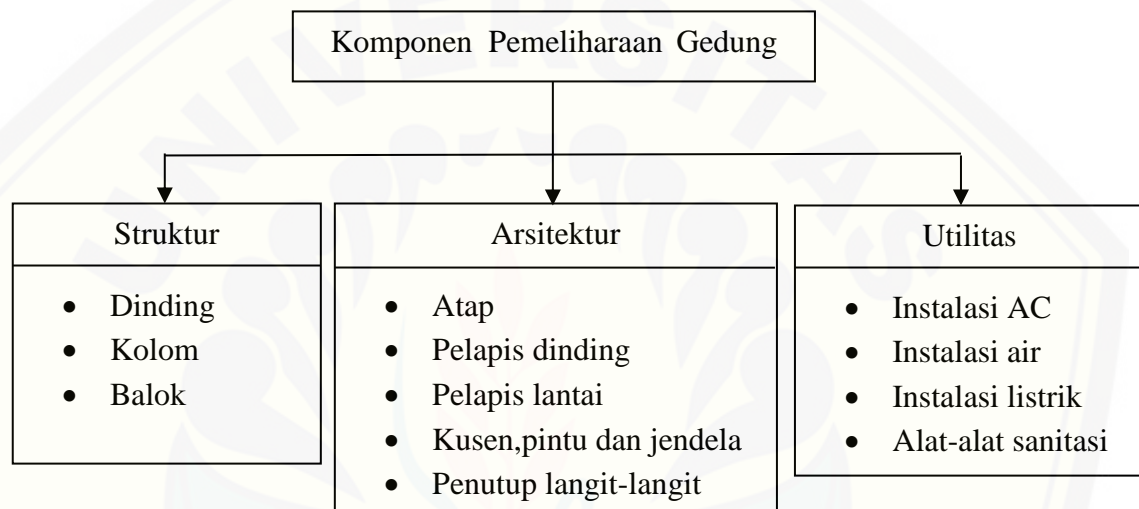 Komponen Pemeliharaan Gedung
UNIVERSITAS
Struktur
• Dinding
• Kolom
• Balok
Arsitektur
• Atap
• Pelapis dinding
• Pelapis lantai
• Kusen,pintu dan jendela
• Penutup langit-langit
Utilitas
• Instalasi AC
• Instalasi air
• Instalasi listrik
• Alat-alat sanitasi